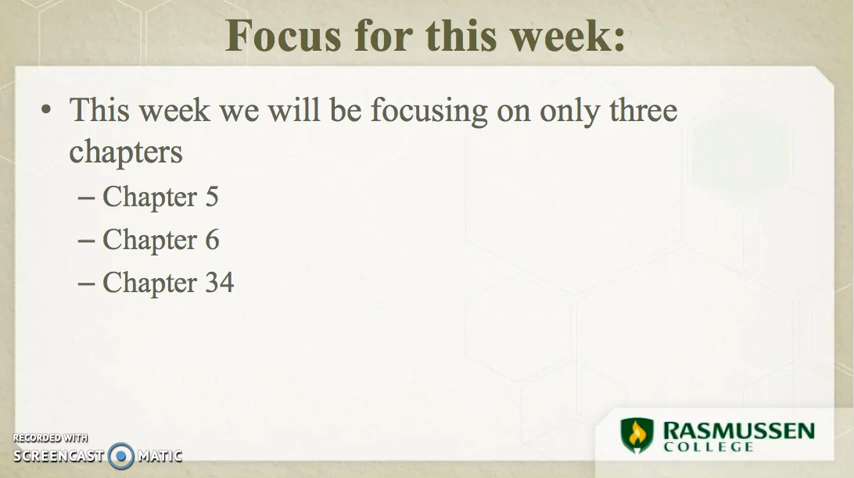 Focus for this week:
• This week we will be focusing on only three
chapters
– Chapter 5
– Chapter 6
– Chapter 34
RECORDED WITH
SCREENCAST MATIC
RASMUSSEN
COLLEGE